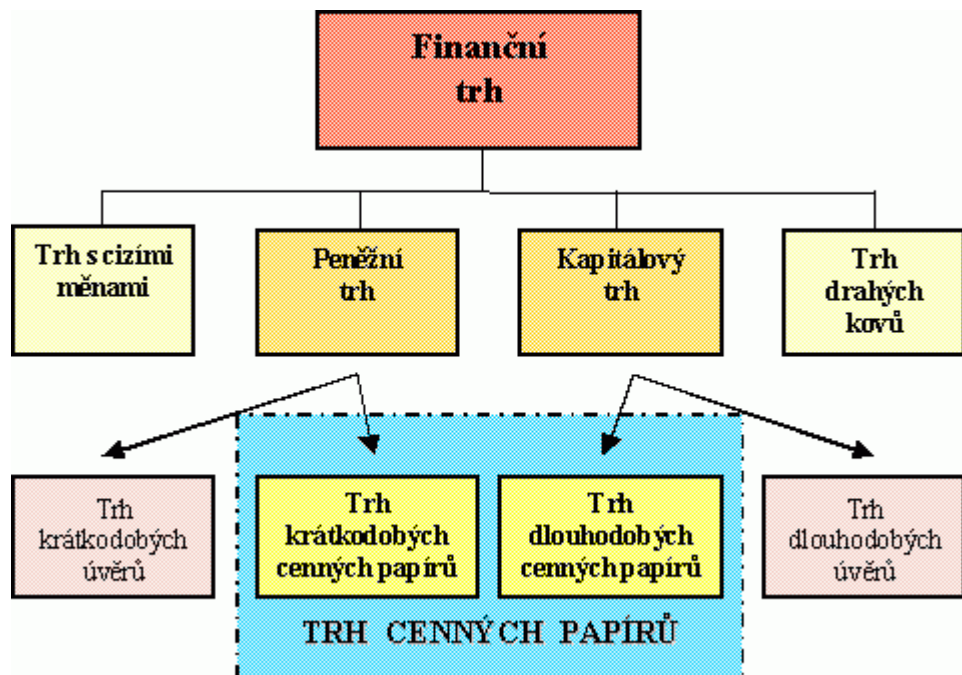 Finanční
trh
Trh s cizími
měnami
Peněžní
trh
Kapitálový
trh
Trh
drahých
kovů
Trh
krátkodobých
úvěrů
Trh
krátkodobých
cenných papírů
Trh
dlouhodobých
cenných papírů
Trh
dlouhodobých
úvěrů
TRH CENNÝCH PAPÍRŮ